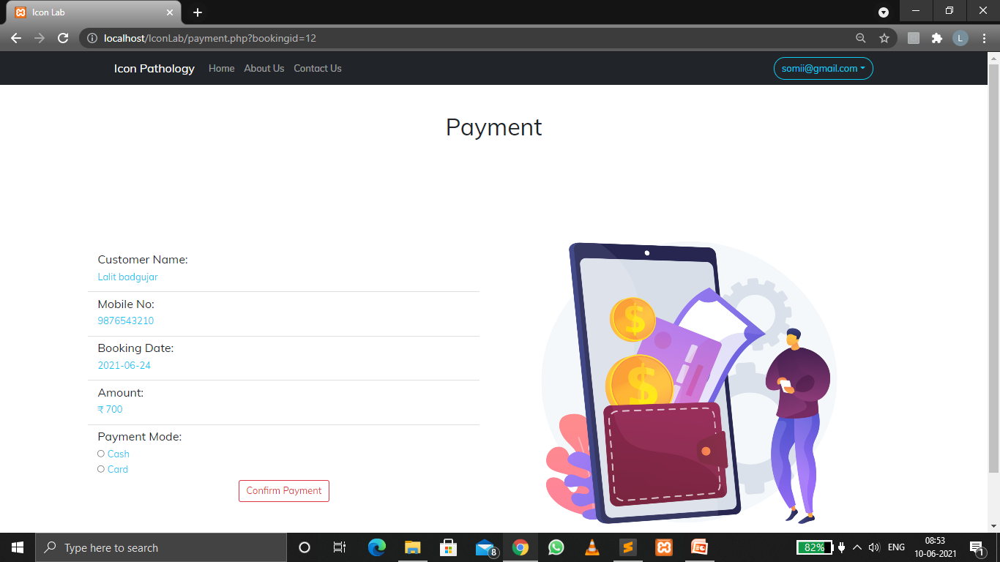 Icon Lab
localhost/IconLab/payment.php?bookingid=12
L
Icon Pathology Home About Us Contact Us somii@gmail.com
Payment
Customer Name:
Lalit badgujar
Mobile No:
9876543210
Booking Date:
2021-06-24
Amount:
₹ 700
Payment Mode:
Cash
Card
Confirm Payment
$
$
Type here to search
8
82%
ENG
08:53
10-06-2021
1